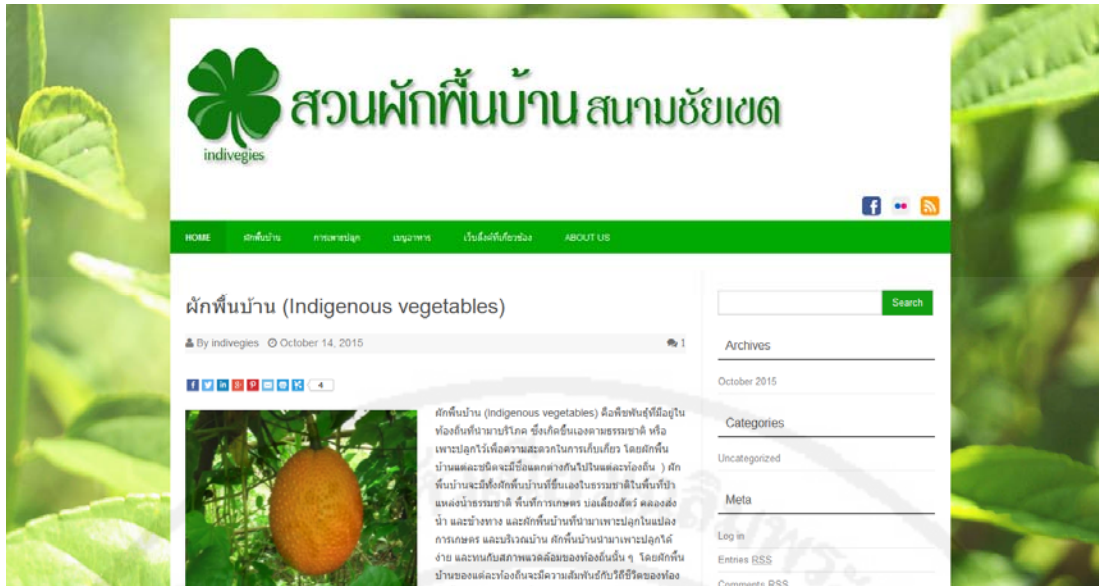 สวนผักพื้นบ้าน สนามชัยเขต
indivegies
HOME ผักพื้นบ้าน การเพาะปลูก เมนูอาหาร เว็บลิ้งค์ที่เกี่ยวข้อง ABOUT US
ผักพื้นบ้าน (Indigenous vegetables)
By indivegies October 14, 2015 1
4
ผักพื้นบ้าน (Indigenous vegetables) คือพืชพันธุ์ที่มีอยู่ใน
ท้องถิ่นที่นำมาบริโภค ซึ่งเกิดขึ้นเองตามธรรมชาติ หรือ
เพาะปลูกไว้เพื่อความสะดวกในการเก็บเกี่ยว โดยผักพื้น
บ้านแต่ละชนิดจะมีชื่อแตกต่างกันไปในแต่ละท้องถิ่น ) ผัก
พื้นบ้านจะมีทั้งผักพื้นบ้านที่ขึ้นเองในธรรมชาติในพื้นที่ป่า
แหล่งน้ำธรรมชาติ พื้นที่การเกษตร บ่อเลี้ยงสัตว์ คลองส่ง
น้ำ และข้างทาง และผักพื้นบ้านที่นำมาเพาะปลูกในแปลง
การเกษตร และบริเวณบ้าน ผักพื้นบ้านนำมาเพาะปลูกได้
ง่าย และทนกับสภาพแวดล้อมของท้องถิ่นนั้น ๆ โดยผักพื้น
บ้านของแต่ละท้องถิ่นจะมีความสัมพันธ์กับวิถีชีวิตของท้อง
Search
Archives
October 2015
Categories
Uncategorized
Meta
Log in
Entries RSS
Comments RSS